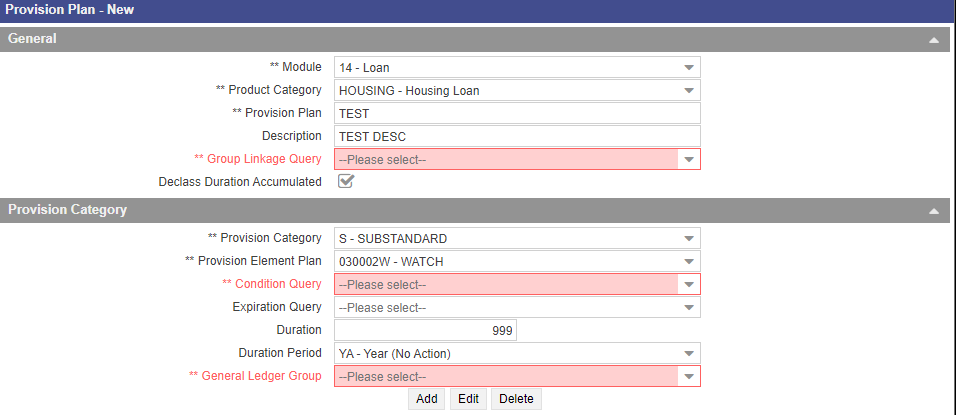 Provision Plan - New
General
** Module 14 - Loan
** Product Category HOUSING - Housing Loan
** Provision Plan TEST
Description TEST DESC
** Group Linkage Query --Please select--
Declass Duration Accumulated
Provision Category
** Provision Category S - SUBSTANDARD
** Provision Element Plan 030002W - WATCH
** Condition Query --Please select--
Expiration Query --Please select--
Duration 999
Duration Period YA - Year (No Action)
** General Ledger Group --Please select--
Add Edit Delete